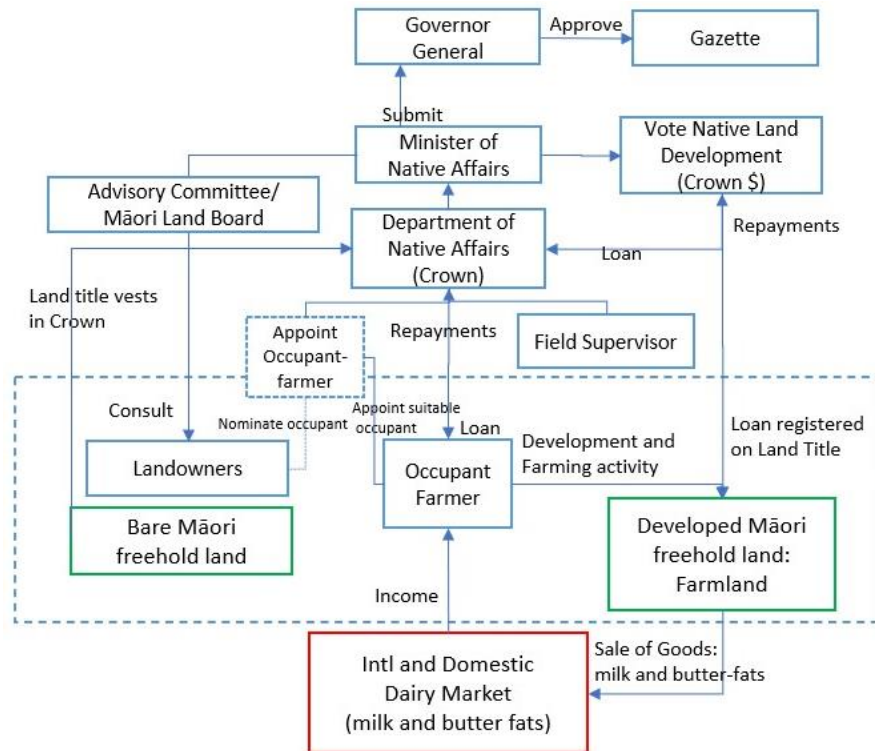 Governor
General
Approve
Gazette
Submit
Minister of
Native Affairs
Vote Native Land
Development
(Crown $)
Advisory Committee/
Māori Land Board
Department of
Native Affairs
(Crown)
Repayments
Loan
Land title vests
in Crown
Appoint
Occupant-
farmer
Repayments
Field Supervisor
Consult
Nominate occupant
Appoint suitable
occupant
Loan
Landowners
Occupant
Farmer
Development and
Farming activity
Loan registered
on Land Title
Bare Māori
freehold land
Developed Māori
freehold land:
Farmland
Income
Intl and Domestic
Dairy Market
(milk and butter fats)
Sale of Goods:
milk and butter-fats